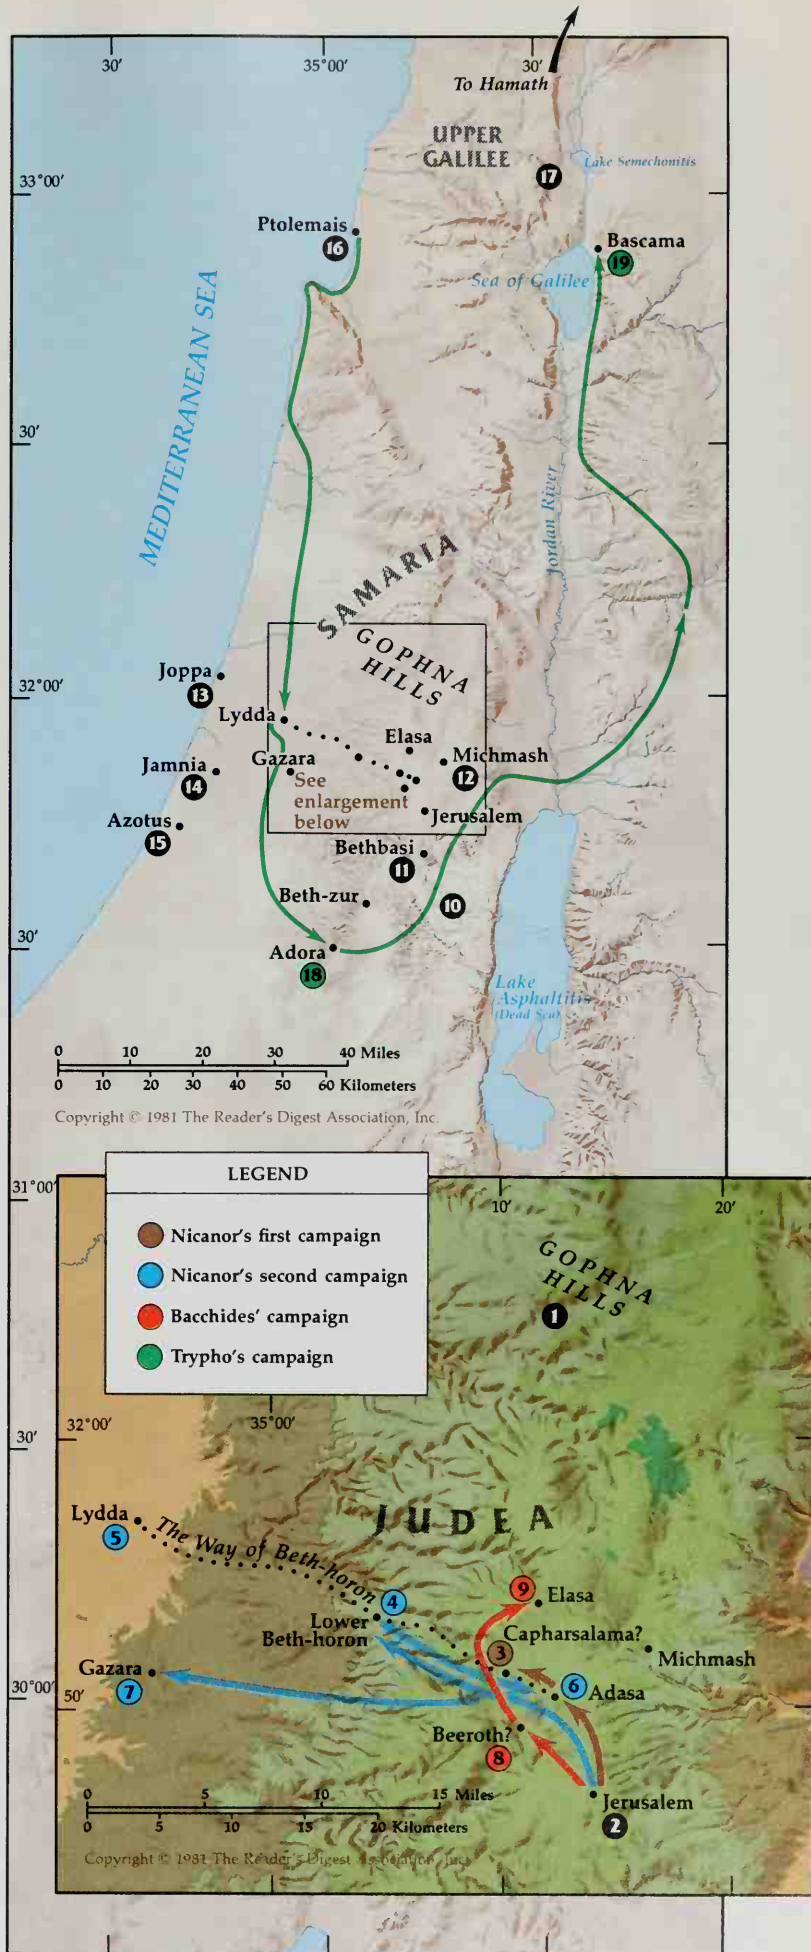 30'
35°00'
30'
To Hamath
UPPER
GALILEE
Lake Semechonitis
17
33°00'
Ptolemais
16
Bascama
19
Sea of Galilee
MEDITERRANEAN SEA
30'
Jordan River
SAMARIA
GOPHNA
HILLS
32°00'
Joppa
13
Lydda
Elasa
Michmash
12
Jamnia
14
Gazara
See
enlargement
below
Azotus
15
Jerusalem
Bethbasi
11
Beth-zur
10
30'
Adora
18
Lake
Asphaltitis
(Dead Sea)
0 10 20 30 40 Miles
0 10 20 30 40 50 60 Kilometers
Copyright © 1981 The Reader's Digest Association, Inc.
LEGEND
Nicanor's first campaign
Nicanor's second campaign
Bacchides' campaign
Trypho's campaign
31°00'
10'
20'
GOPHNA
HILLS
1
32°00'
35°00'
30'
JUDEA
Lydda
5
The Way of Beth-horon
4
Lower
Beth-horon
9
Elasa
Capharsalama?
3
Michmash
Gazara
7
6
Adasa
30°00'
50'
Beeroth?
8
0 5 10 15 Miles
0 5 10 15 20 Kilometers
Jerusalem
2
Copyright © 1981 The Reader's Digest Association, Inc.